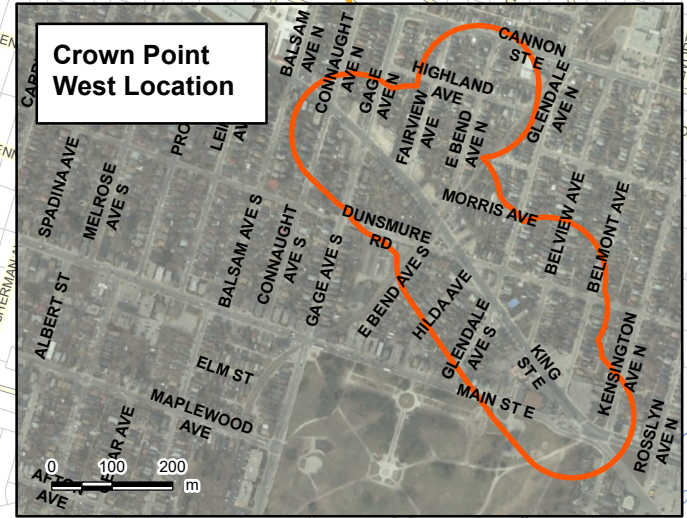 Crown Point
West Location
BALSAM
AVE N
CONNAUGHT
AVE N
GAGE
AVE N
HIGHLAND
AVE
FAIRVIEW
AVE
E BEND
AVE N
CANNON
ST E
GLENDALE
AVE N
SPADINA AVE
MELROSE
AVE S
BALSAM AVE S
CONNAUGHT
AVE S
GAGE AVE S
DUNSMURE
RD
E BEND AVE S
HILDA AVE
GLENDALE
AVE S
MORRIS AVE
BELVIEW AVE
BELMONT AVE
KING
ST E
KENSINGTON
AVE N
ROSSLYN
AVE N
MAIN ST E
ALBERT ST
ELM ST
MAPLEWOOD
AVE
AVE
0 100 200
m